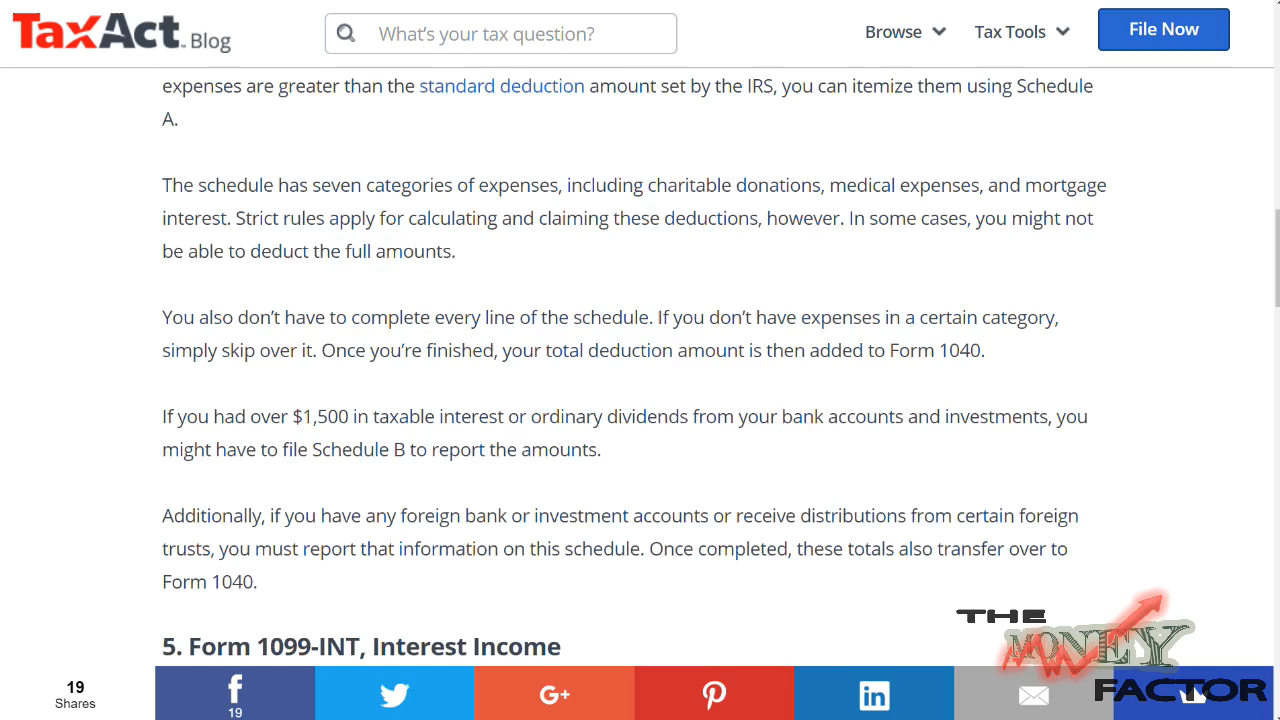 TaxAct Blog
What's your tax question?
Browse
Tax Tools
File Now
expenses are greater than the standard deduction amount set by the IRS, you can itemize them using Schedule
A.
The schedule has seven categories of expenses, including charitable donations, medical expenses, and mortgage
interest. Strict rules apply for calculating and claiming these deductions, however. In some cases, you might not
be able to deduct the full amounts.
You also don’t have to complete every line of the schedule. If you don’t have expenses in a certain category,
simply skip over it. Once you’re finished, your total deduction amount is then added to Form 1040.
If you had over $1,500 in taxable interest or ordinary dividends from your bank accounts and investments, you
might have to file Schedule B to report the amounts.
Additionally, if you have any foreign bank or investment accounts or receive distributions from certain foreign
trusts, you must report that information on this schedule. Once completed, these totals also transfer over to
Form 1040.
5. Form 1099-INT, Interest Income
THE
MONEY
FACTOR
19
Shares
f
19
G+
in